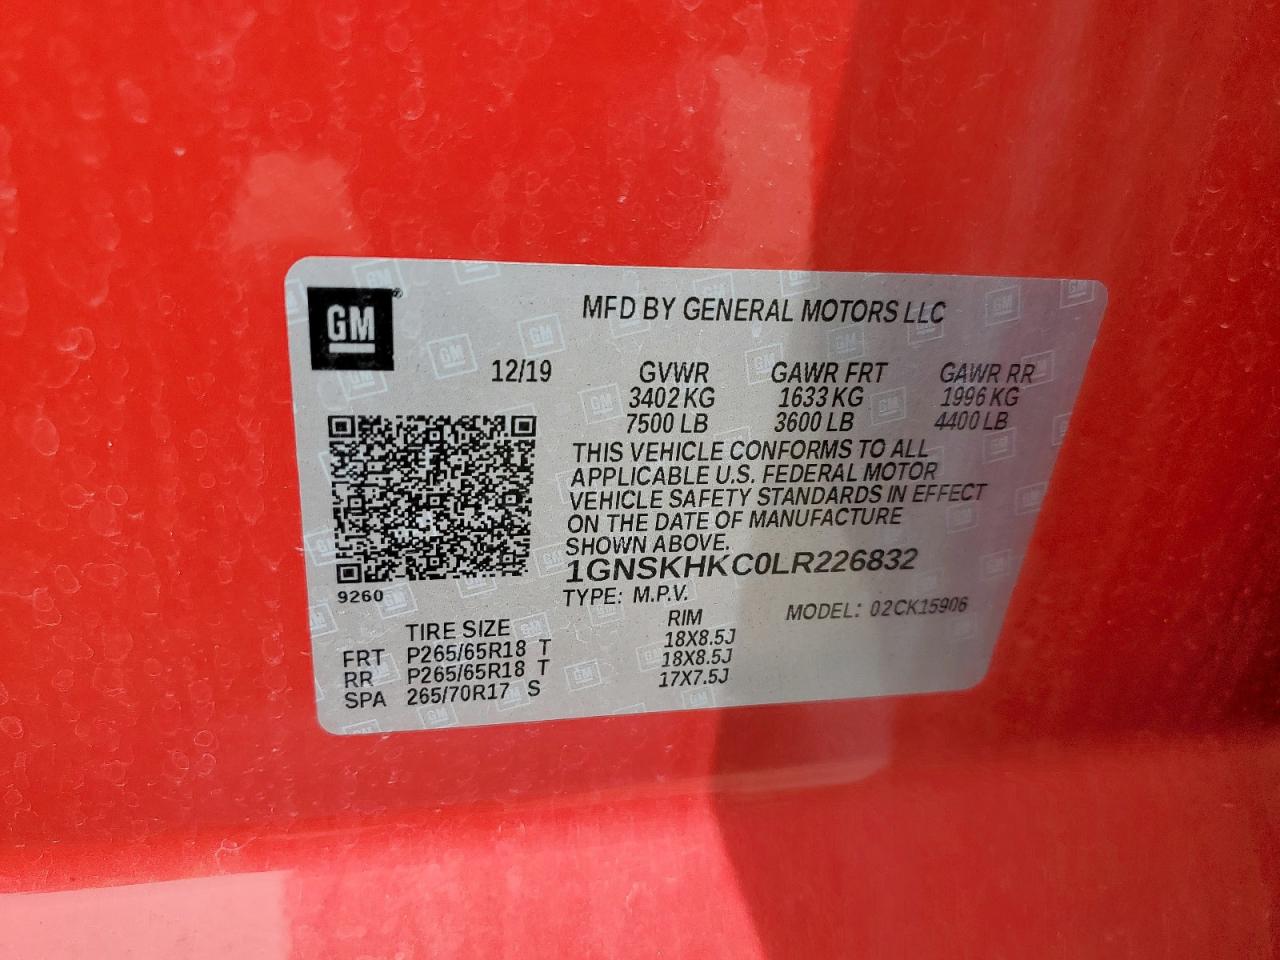 GM
MFD BY GENERAL MOTORS LLC
12/19 GVWR GAWR FRT GAWR RR
3402 KG 1633 KG 1996 KG
7500 LB 3600 LB 4400 LB
THIS VEHICLE CONFORMS TO ALL
APPLICABLE U.S. FEDERAL MOTOR
VEHICLE SAFETY STANDARDS IN EFFECT
ON THE DATE OF MANUFACTURE
SHOWN ABOVE.
1GNSKHKC0LR226832
9260
TYPE: M.P.V. MODEL: 02CK15906
TIRE SIZE RIM
FRT P265/65R18 T 18X8.5J
RR P265/65R18 T 18X8.5J
SPA 265/70R17 S 17X7.5J